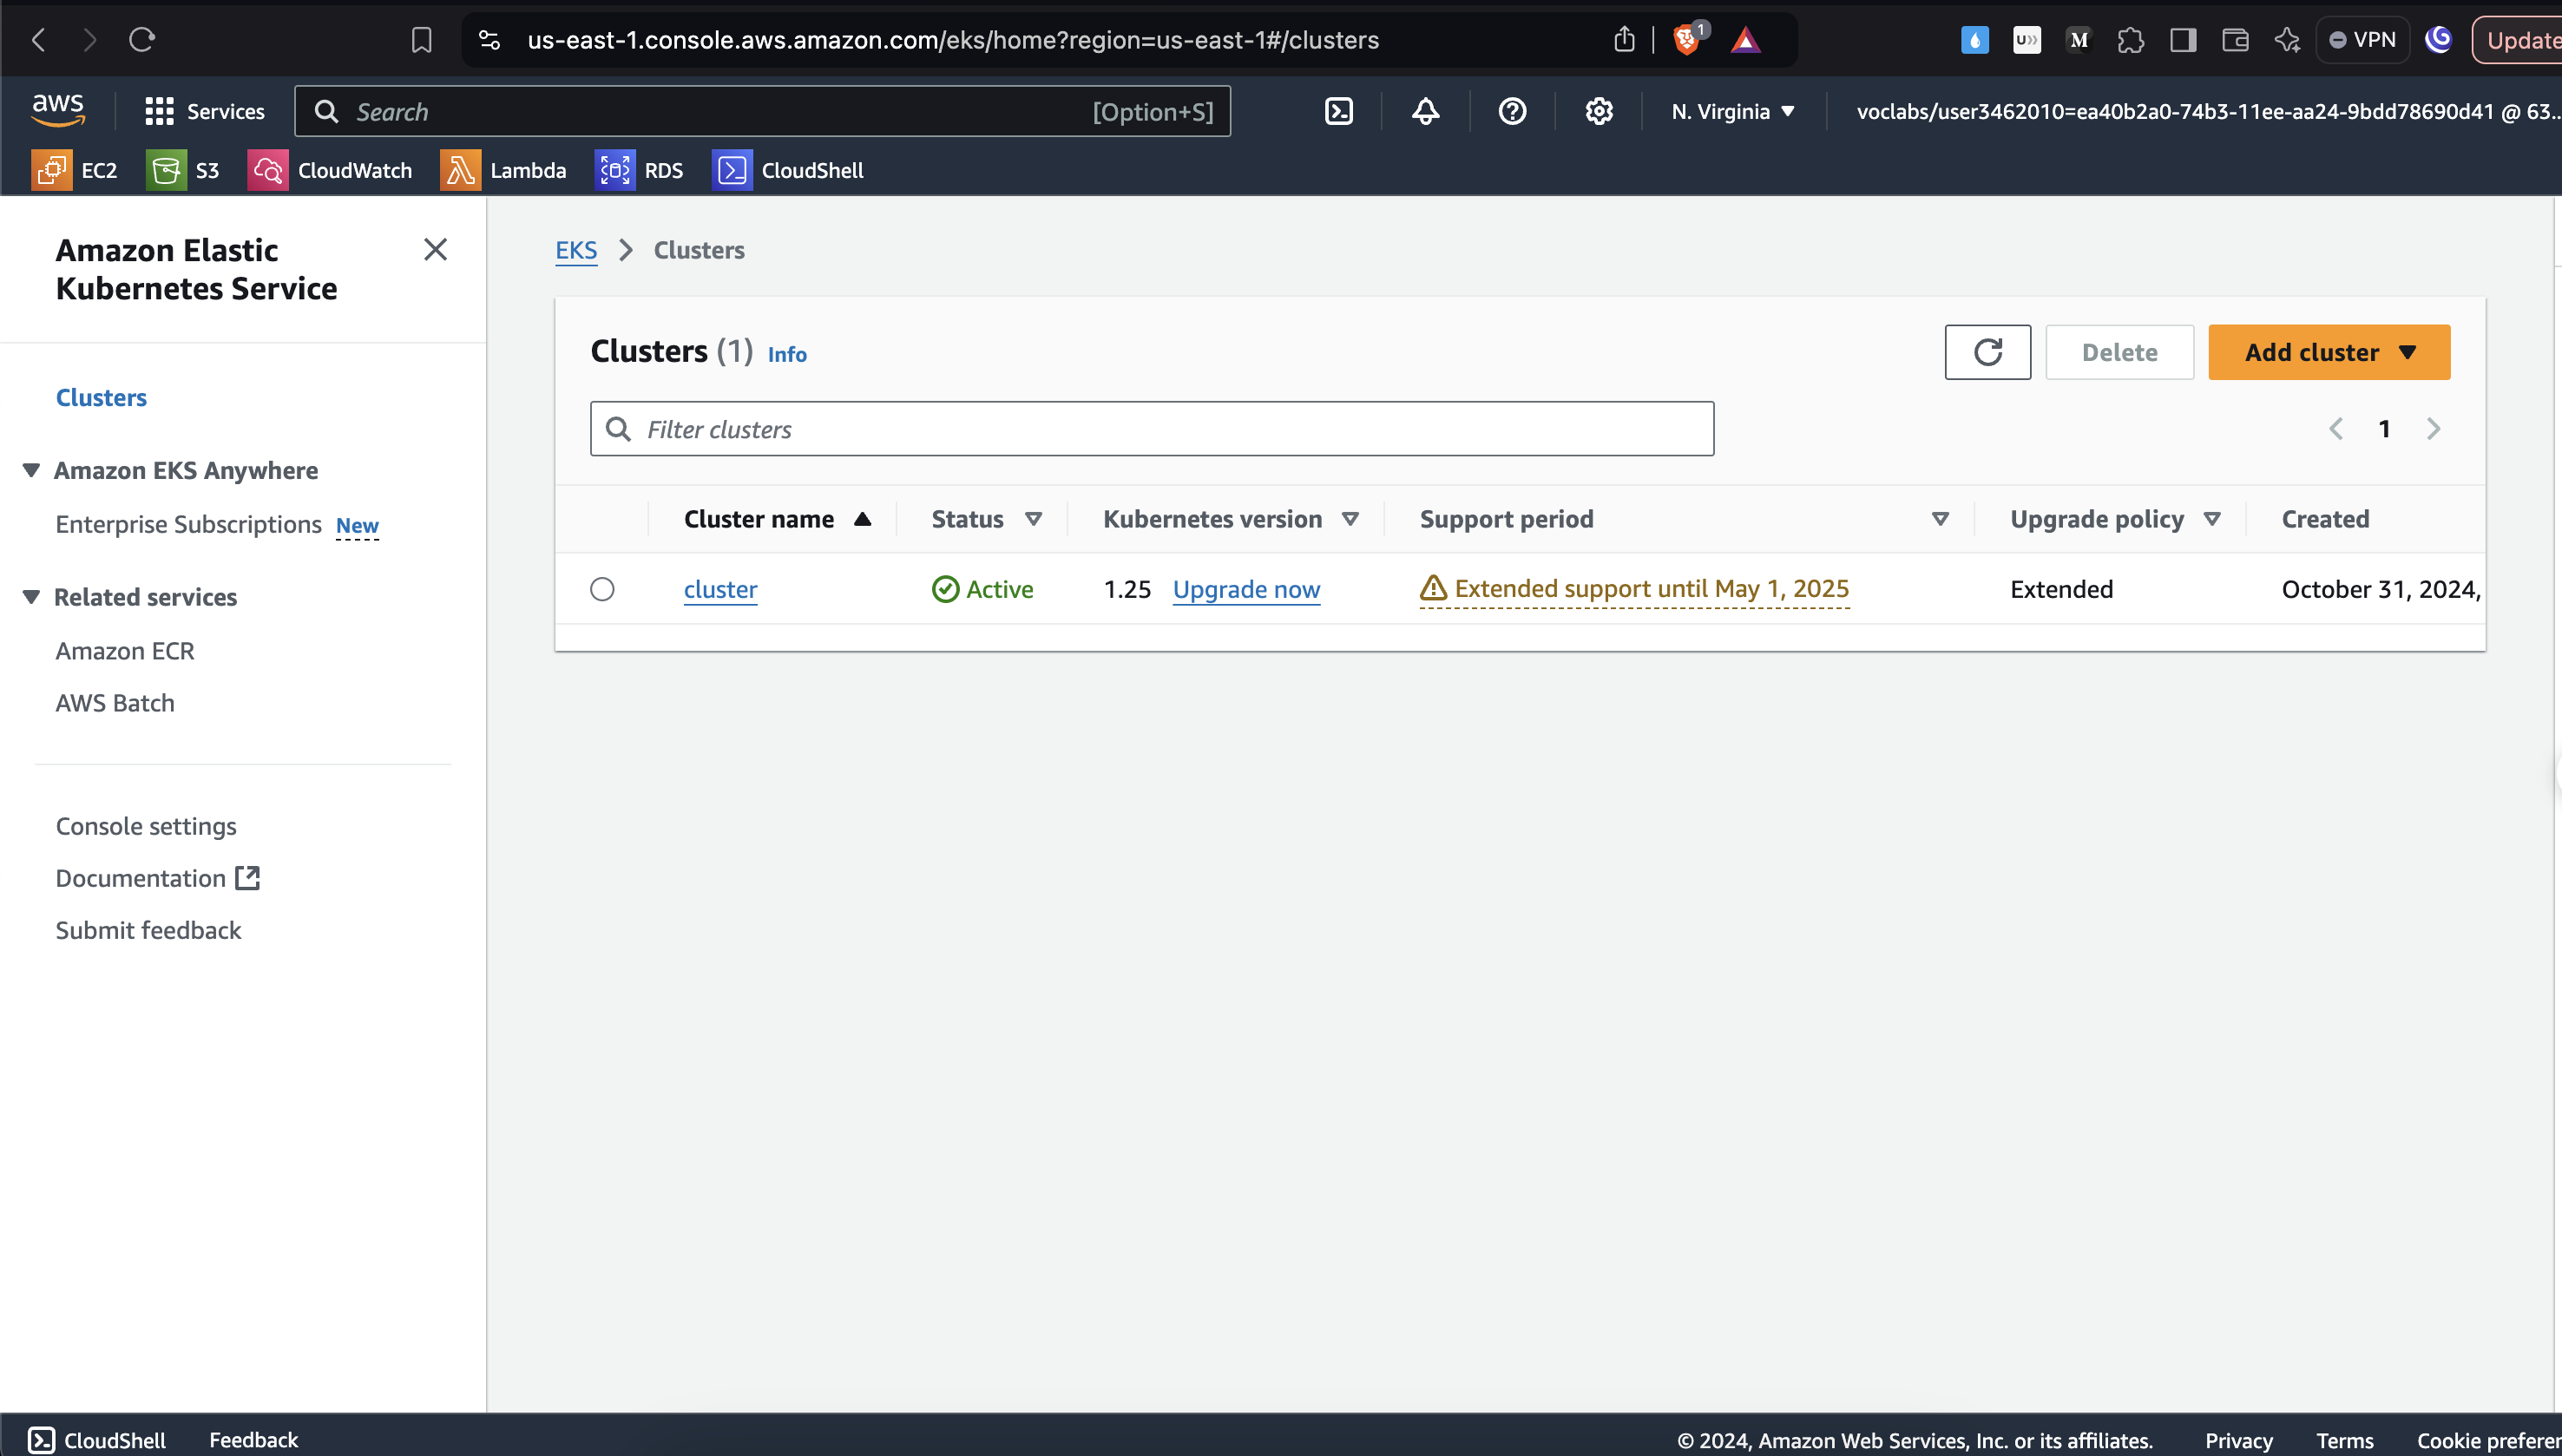 us-east-1.console.aws.amazon.com/eks/home?region=us-east-1#/clusters
1
U))
M
VPN
Update
aws
Services
Search
[Option+S]
N. Virginia
voclabs/user3462010=ea40b2a0-74b3-11ee-aa24-9bdd78690d41 @ 63...
EC2
S3
CloudWatch
Lambda
RDS
CloudShell
Amazon Elastic
Kubernetes Service
Clusters
Amazon EKS Anywhere
Enterprise Subscriptions New
Related services
Amazon ECR
AWS Batch
Console settings
Documentation
Submit feedback
EKS
Clusters
Clusters (1) Info
Delete
Add cluster
Filter clusters
1
Cluster name
Status
Kubernetes version
Support period
Upgrade policy
Created
cluster
Active
1.25 Upgrade now
Extended support until May 1, 2025
Extended
October 31, 2024,
CloudShell
Feedback
© 2024, Amazon Web Services, Inc. or its affiliates.
Privacy
Terms
Cookie preferen